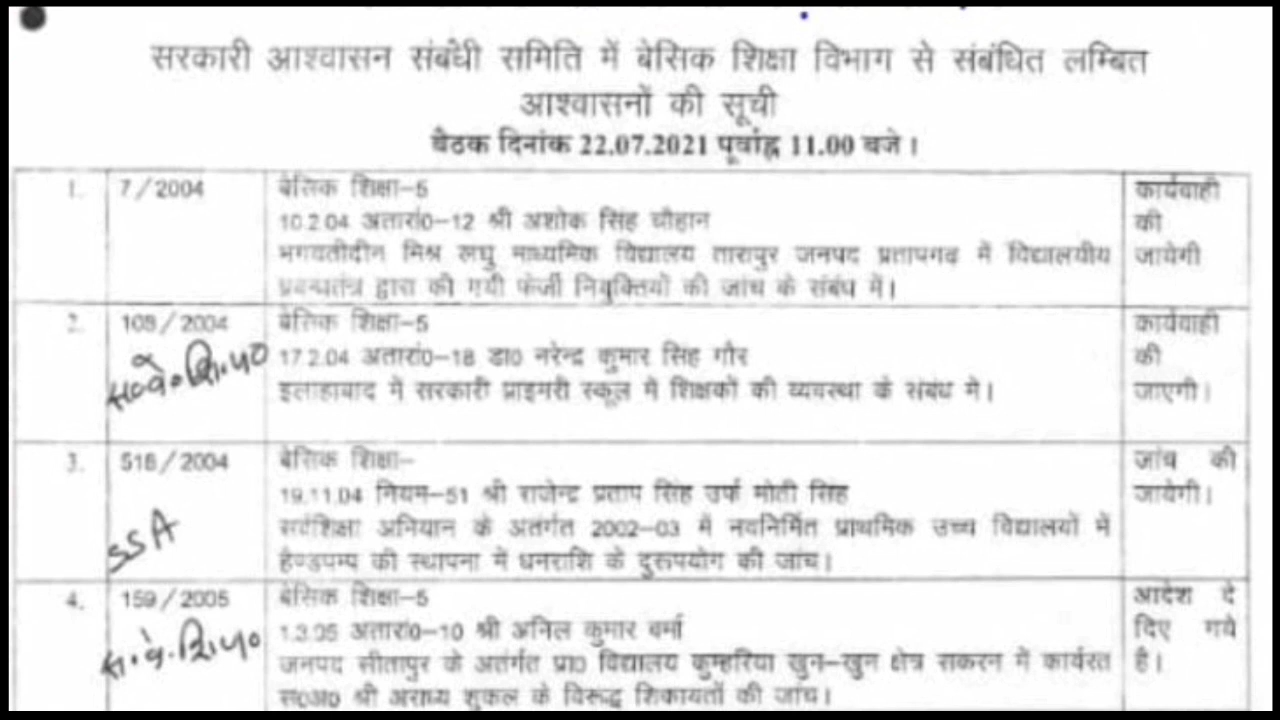 सरकारी आश्वासन संबंधी समिति में बेसिक शिक्षा विभाग से संबंधित लम्बित
आश्वासनों की सूची
बैठक दिनांक 22.07.2021 पूर्वाह्न 11.00 बजे।
1. 7/2004 बेसिक शिक्षा-5 कार्यवाही
10.2.04 अतारां0-12 श्री अशोक सिंह चौहान की
भगवतीदीन मिश्र लघु माध्यमिक विद्यालय तारापुर जनपद प्रतापगढ़ में विद्यालयीय जायेगी
प्रबन्धतंत्र द्वारा की गयी फर्जी नियुक्तियों की जांच के संबंध में।
2. 108/2004 बेसिक शिक्षा-5 कार्यवाही
17.2.04 अतारां0-18 डा0 नरेन्द्र कुमार सिंह गौर की
इलाहाबाद में सरकारी प्राइमरी स्कूल में शिक्षकों की व्यवस्था के संबंध में। जाएगी।
3. 516/2004 बेसिक शिक्षा- जांच की
19.11.04 नियम-51 श्री राजेन्द्र प्रताप सिंह उर्फ मोती सिंह जायेगी।
सर्वशिक्षा अभियान के अतंर्गत 2002-03 में नवनिर्मित प्राथमिक उच्च विद्यालयों में
SSA
हैण्डपम्प की स्थापना में धनराशि के दुरुपयोग की जांच।
4. 159/2005 बेसिक शिक्षा-5 आदेश दे
1.3.05 अतारां0-10 श्री अनिल कुमार वर्मा दिए गये
जनपद सीतापुर के अतंर्गत प्रा0 विद्यालय कुम्हरिया खुन-खुन क्षेत्र सकरन में कार्यरत है।
स0अ0 श्री अराध्य शुक्ल के विरूद्ध शिकायतों की जांच।